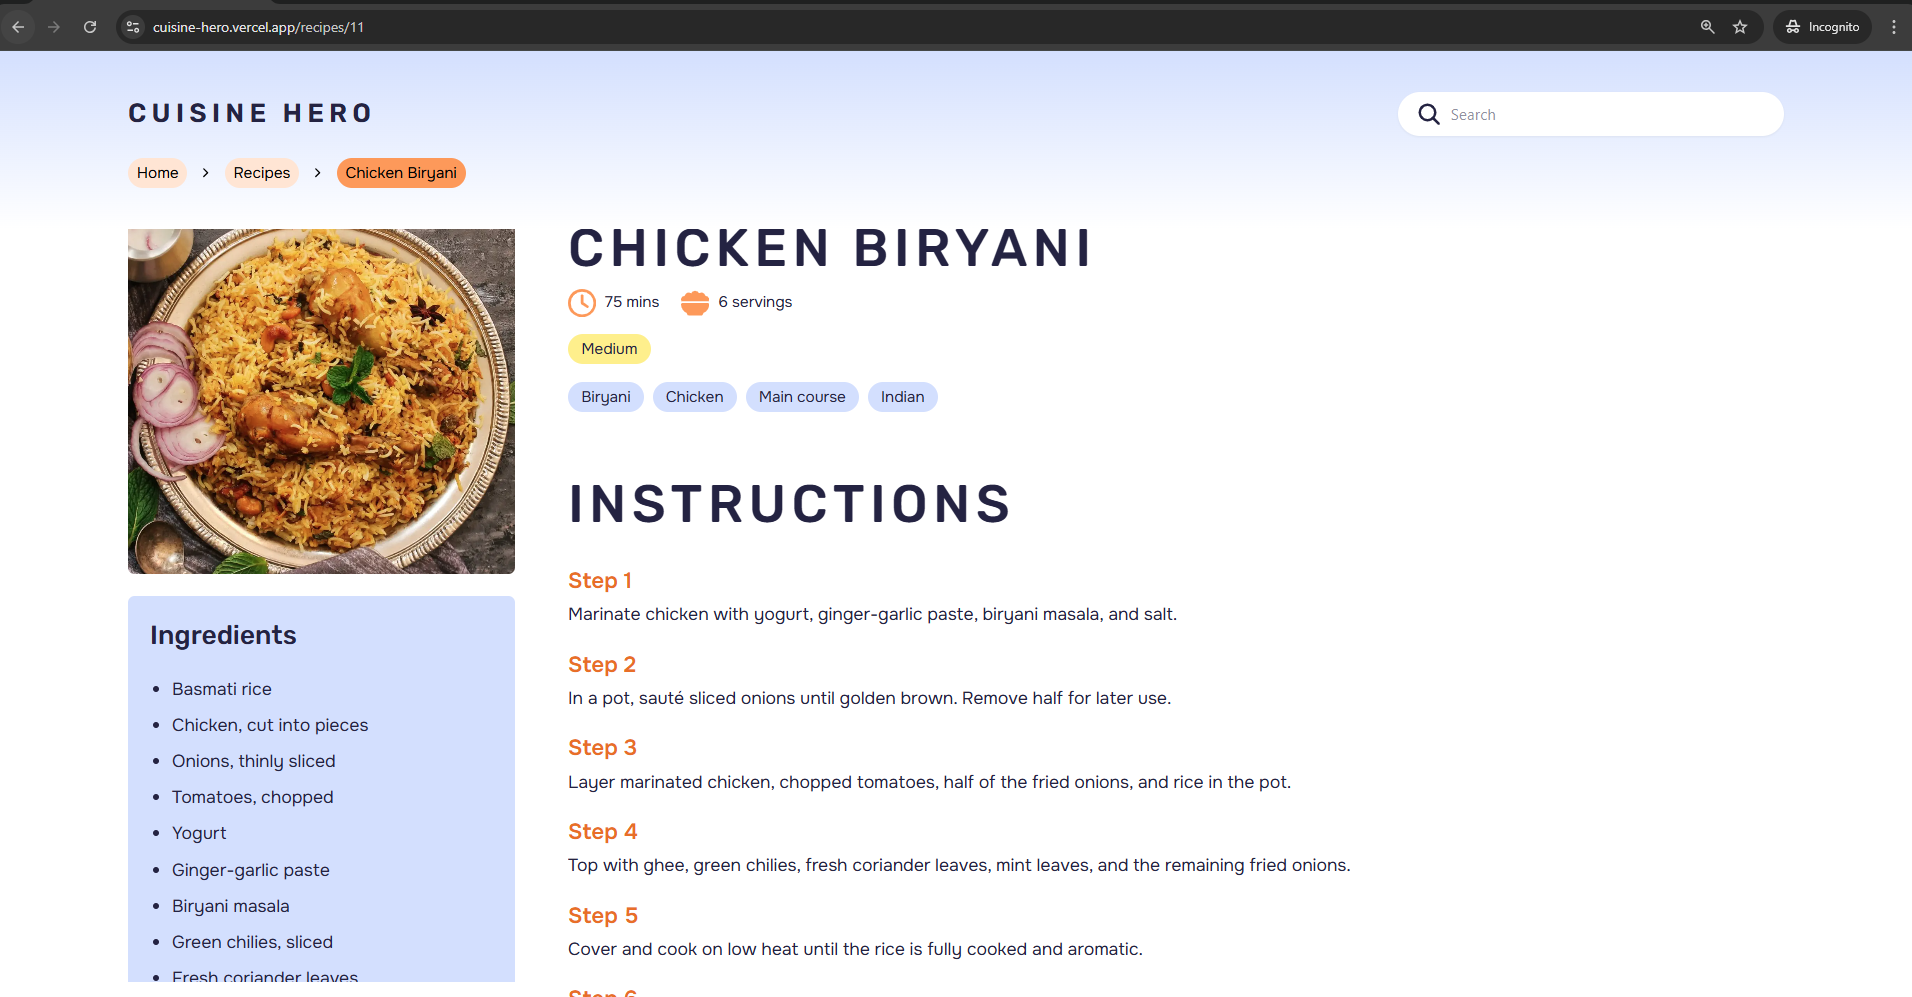 cuisine-hero.vercel.app/recipes/11
Incognito
CUISINE HERO
Search
Home
Recipes
Chicken Biryani
CHICKEN BIRYANI
75 mins
6 servings
Medium
Biryani
Chicken
Main course
Indian
Ingredients
Basmati rice
Chicken, cut into pieces
Onions, thinly sliced
Tomatoes, chopped
Yogurt
Ginger-garlic paste
Biryani masala
Green chilies, sliced
Fresh coriander leaves
INSTRUCTIONS
Step 1
Marinate chicken with yogurt, ginger-garlic paste, biryani masala, and salt.
Step 2
In a pot, sauté sliced onions until golden brown. Remove half for later use.
Step 3
Layer marinated chicken, chopped tomatoes, half of the fried onions, and rice in the pot.
Step 4
Top with ghee, green chilies, fresh coriander leaves, mint leaves, and the remaining fried onions.
Step 5
Cover and cook on low heat until the rice is fully cooked and aromatic.
Step 6